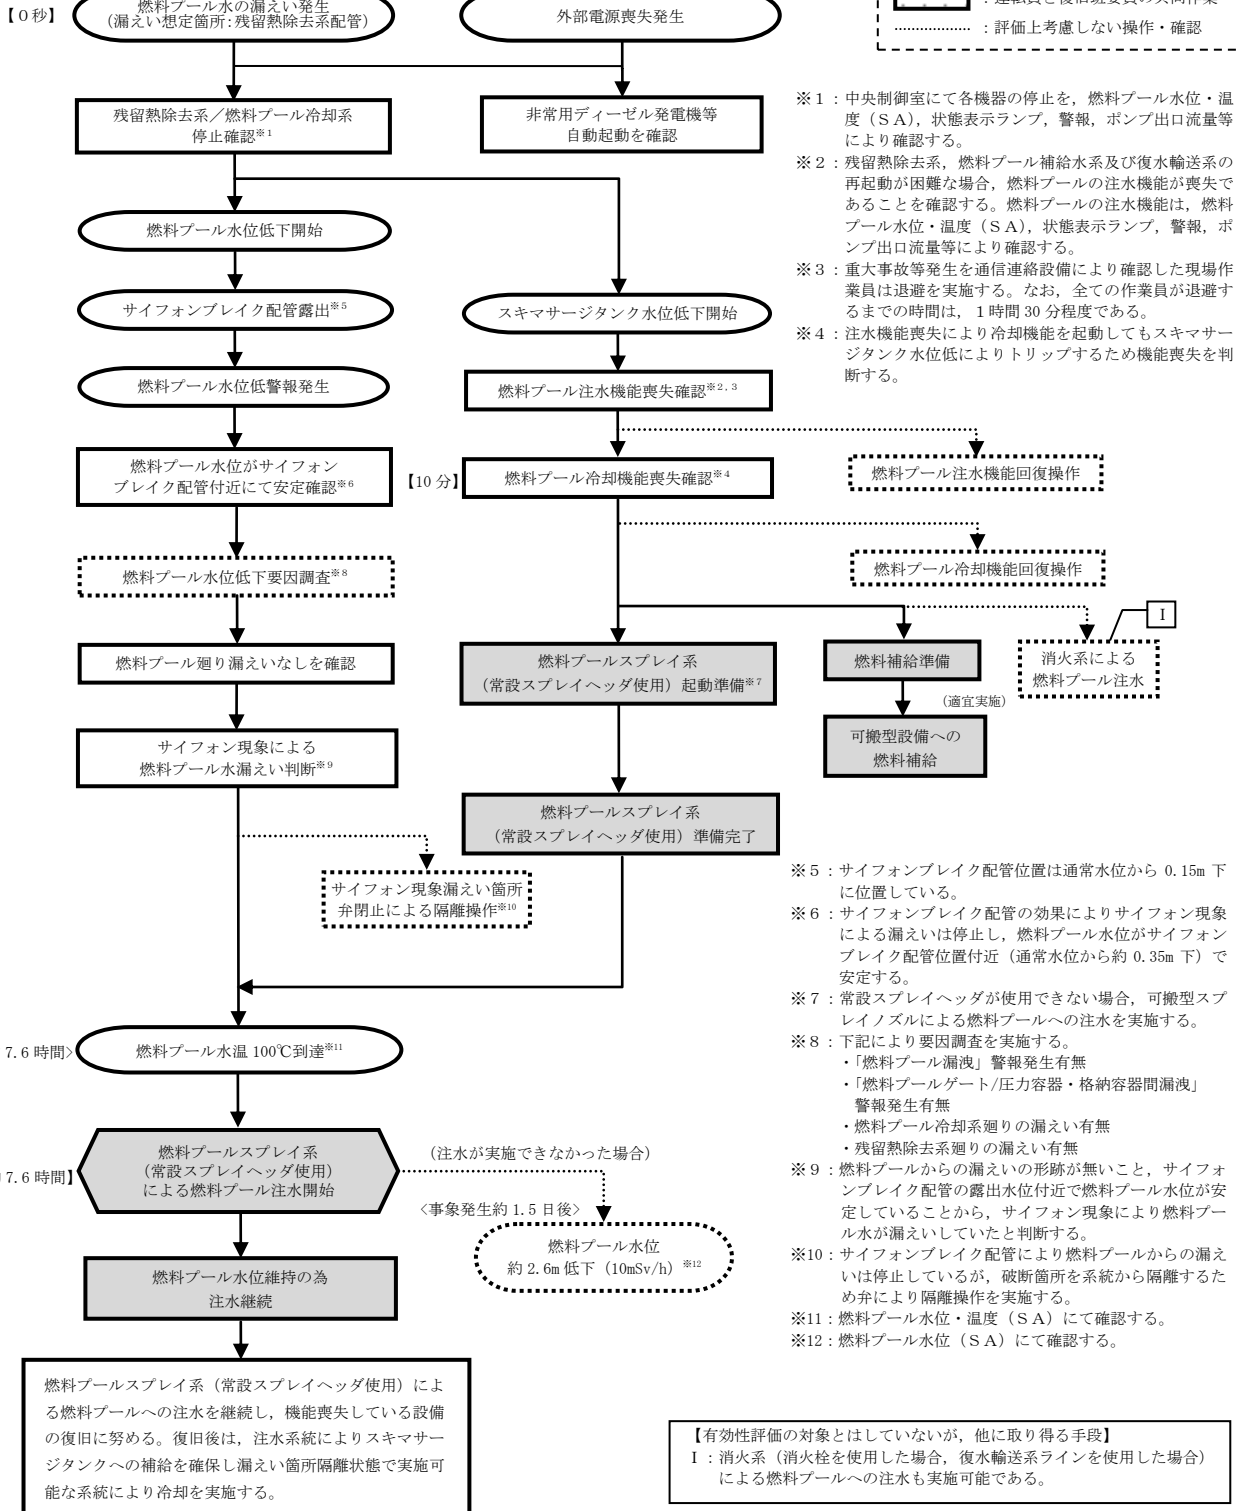 【０秒】
燃料プール水の漏えい発生
（漏えい想定箇所：残留熱除去系配管）
外部電源喪失発生
：評価上考慮しない操作・確認
残留熱除去系／燃料プール冷却系
停止確認※1
非常用ディーゼル発電機等
自動起動を確認
※１：中央制御室にて各機器の停止を，燃料プール水位・温
度（ＳＡ），状態表示ランプ，警報，ポンプ出口流量等
により確認する。
※２：残留熱除去系，燃料プール補給水系及び復水輸送系の
再起動が困難な場合，燃料プールの注水機能が喪失で
あることを確認する。燃料プールの注水機能は，燃料
プール水位・温度（ＳＡ），状態表示ランプ，警報，ポ
ンプ出口流量等により確認する。
※３：重大事故等発生を通信連絡設備により確認した現場作
業員は退避を実施する。なお，全ての作業員が退避す
るまでの時間は，１時間 30 分程度である。
※４：注水機能喪失により冷却機能を起動してもスキマサー
ジタンク水位低によりトリップするため機能喪失を判
断する。
燃料プール水位低下開始
サイフォンブレイク配管露出※5
スキマサージタンク水位低下開始
燃料プール水位低警報発生
燃料プール注水機能喪失確認※2,3
燃料プール水位がサイフォン
ブレイク配管付近にて安定確認※6
【10 分】
燃料プール冷却機能喪失確認※4
燃料プール注水機能回復操作
燃料プール水位低下要因調査※8
燃料プール冷却機能回復操作
Ⅰ
燃料プール廻り漏えいなしを確認
燃料プールスプレイ系
（常設スプレイヘッダ使用）起動準備※7
燃料補給準備
消火系による
燃料プール注水
（適宜実施）
サイフォン現象による
燃料プール水漏えい判断※9
可搬型設備への
燃料補給
燃料プールスプレイ系
（常設スプレイヘッダ使用）準備完了
サイフォン現象漏えい箇所
弁閉止による隔離操作※10
※５：サイフォンブレイク配管位置は通常水位から 0.15m 下
に位置している。
※６：サイフォンブレイク配管の効果によりサイフォン現象
による漏えいは停止し，燃料プール水位がサイフォン
ブレイク配管位置付近（通常水位から約 0.35m 下）で
安定する。
※７：常設スプレイヘッダが使用できない場合，可搬型スプ
レイノズルによる燃料プールへの注水を実施する。
※８：下記により要因調査を実施する。
・「燃料プール漏洩」警報発生有無
・「燃料プールゲート/圧力容器・格納容器間漏洩」
警報発生有無
・燃料プール冷却系廻りの漏えい有無
・残留熱除去系廻りの漏えい有無
※９：燃料プールからの漏えいの形跡が無いこと，サイフォ
ンブレイク配管の露出水位付近で燃料プール水位が安
定していることから，サイフォン現象により燃料プー
ル水が漏えいしていたと判断する。
※10：サイフォンブレイク配管により燃料プールからの漏え
いは停止しているが，破断箇所を系統から隔離するた
め弁により隔離操作を実施する。
※11：燃料プール水位・温度（ＳＡ）にて確認する。
※12：燃料プール水位（ＳＡ）にて確認する。
7.6 時間>
燃料プール水温 100℃到達※11
7.6 時間】
燃料プールスプレイ系
（常設スプレイヘッダ使用）
による燃料プール注水開始
（注水が実施できなかった場合）
<事象発生約 1.5 日後>
燃料プール水位
約 2.6m 低下（10mSv/h）※12
燃料プール水位維持の為
注水継続
燃料プールスプレイ系（常設スプレイヘッダ使用）によ
る燃料プールへの注水を継続し，機能喪失している設備
の復旧に努める。復旧後は，注水系統によりスキマサー
ジタンクへの補給を確保し漏えい箇所隔離状態で実施可
能な系統により冷却を実施する。
【有効性評価の対象とはしていないが，他に取り得る手段】
Ⅰ：消火系（消火栓を使用した場合，復水輸送系ラインを使用した場合）
による燃料プールへの注水も実施可能である。